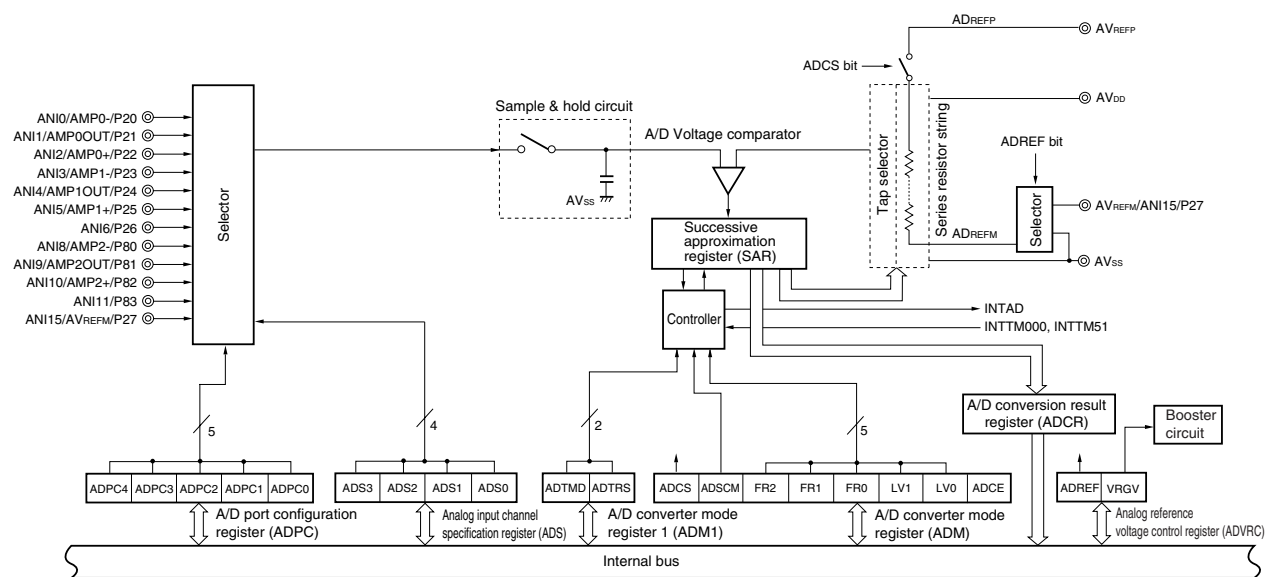 ADREFP
AVREFP
ADCS bit
AVDD
Sample & hold circuit
A/D Voltage comparator
ADREF bit
ANI0/AMP0-/P20
ANI1/AMP0OUT/P21
ANI2/AMP0+/P22
ANI3/AMP1-/P23
ANI4/AMP1OUT/P24
ANI5/AMP1+/P25
ANI6/P26
ANI8/AMP2-/P80
ANI9/AMP2OUT/P81
ANI10/AMP2+/P82
ANI11/P83
ANI15/AVREFM/P27
Selector
AVSS
Tap selector
Series resistor string
Selector
AVREFM/ANI15/P27
ADREFM
AVSS
Successive
approximation
register (SAR)
Controller
INTAD
INTTM000, INTTM51
A/D conversion result
register (ADCR)
Booster
circuit
5
4
2
5
ADPC4 ADPC3 ADPC2 ADPC1 ADPC0
ADS3 ADS2 ADS1 ADS0
ADTMD ADTRS
ADCS ADSCM FR2 FR1 FR0 LV1 LV0 ADCE
ADREF VRGV
A/D port configuration
register (ADPC)
Analog input channel
specification register (ADS)
A/D converter mode
register 1 (ADM1)
A/D converter mode
register (ADM)
Analog reference
voltage control register (ADVRC)
Internal bus